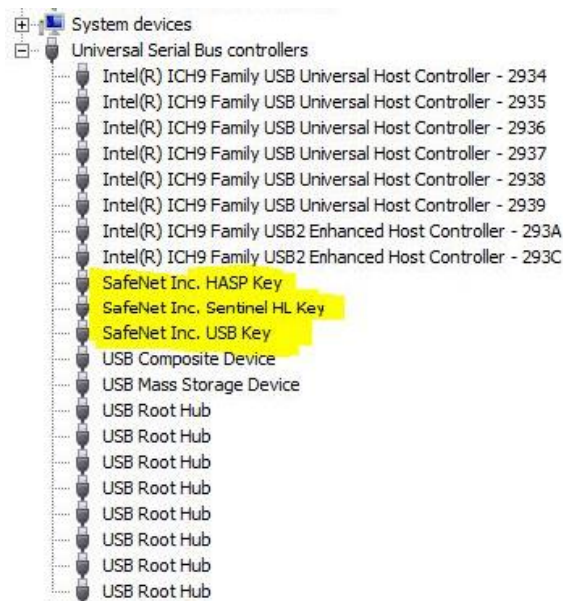 System devices
Universal Serial Bus controllers
Intel(R) ICH9 Family USB Universal Host Controller - 2934
Intel(R) ICH9 Family USB Universal Host Controller - 2935
Intel(R) ICH9 Family USB Universal Host Controller - 2936
Intel(R) ICH9 Family USB Universal Host Controller - 2937
Intel(R) ICH9 Family USB Universal Host Controller - 2938
Intel(R) ICH9 Family USB Universal Host Controller - 2939
Intel(R) ICH9 Family USB2 Enhanced Host Controller - 293A
Intel(R) ICH9 Family USB2 Enhanced Host Controller - 293C
SafeNet Inc. HASP Key
SafeNet Inc. Sentinel HL Key
SafeNet Inc. USB Key
USB Composite Device
USB Mass Storage Device
USB Root Hub
USB Root Hub
USB Root Hub
USB Root Hub
USB Root Hub
USB Root Hub
USB Root Hub
USB Root Hub